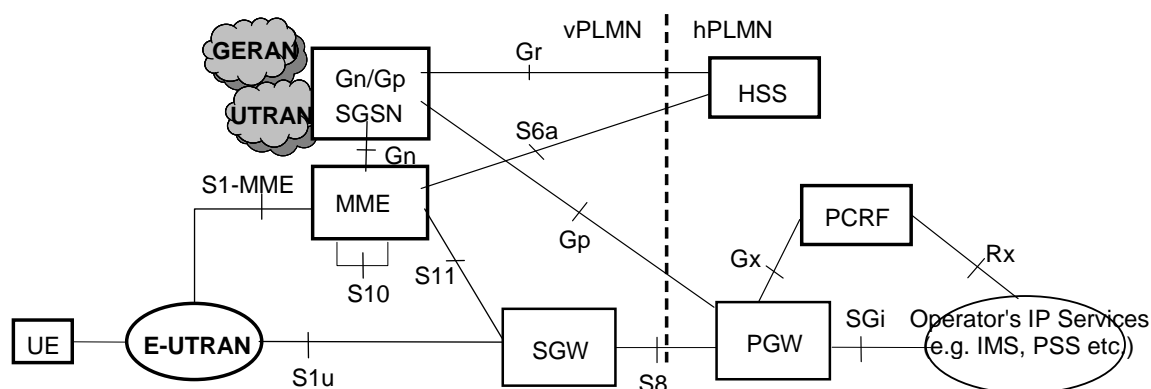 vPLMN
hPLMN
GERAN
Gr
Gn/Gp
SGSN
HSS
UTRAN
S6a
Gn
S1-MME
MME
PCRF
Gp
Gx
Rx
S11
S10
SGi
Operator's IP Services
e.g. IMS, PSS etc.)
UE
E-UTRAN
SGW
PGW
S1u
S8